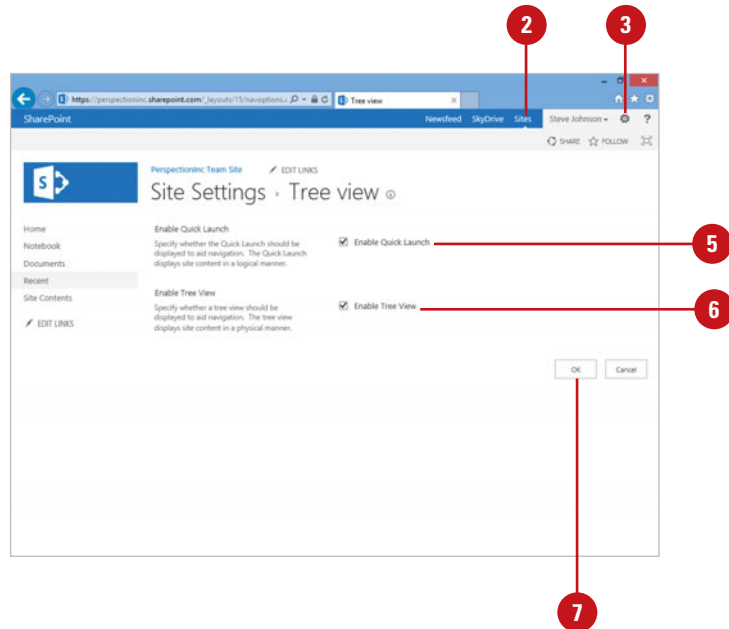 2
3
https://perspectioninc.sharepoint.com/_layouts/15/navoptions.a
Tree view
SharePoint
Newsfeed SkyDrive Sites Steve Johnson ?
SHARE FOLLOW
S
PerspectionInc Team Site EDIT LINKS
Site Settings › Tree view
Home
Notebook
Documents
Recent
Site Contents
EDIT LINKS
Enable Quick Launch
Specify whether the Quick Launch should be
displayed to aid navigation. The Quick Launch
displays site content in a logical manner.
Enable Quick Launch
5
Enable Tree View
Specify whether a tree view should be
displayed to aid navigation. The tree view
displays site content in a physical manner.
Enable Tree View
6
OK Cancel
7